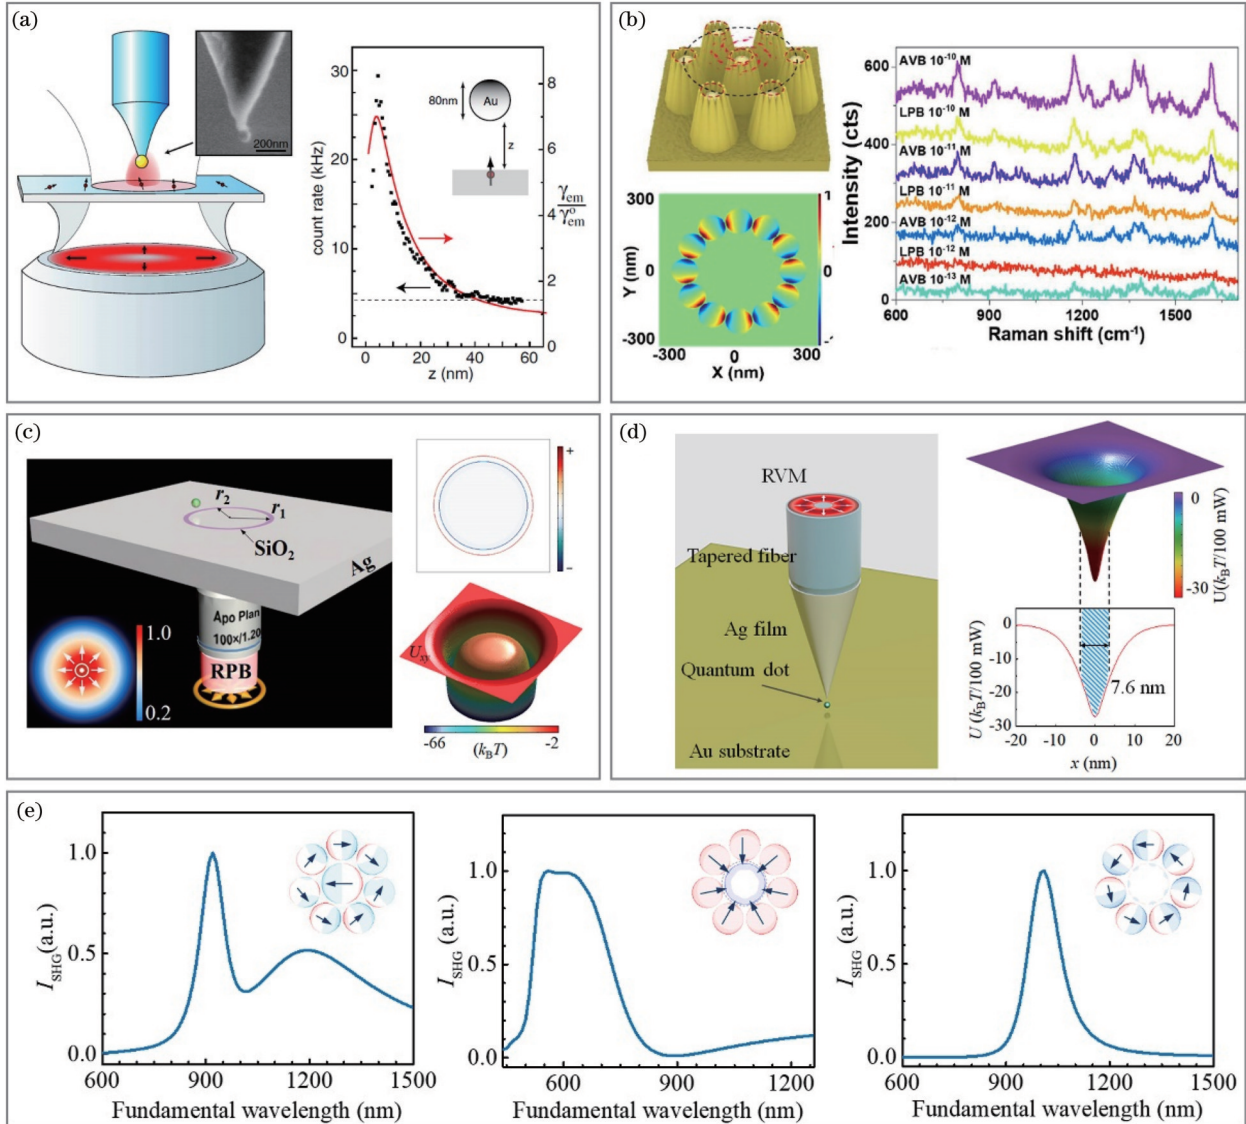 (a)
200nm
30
25
20
15
10
5
0
count rate (kHz)
0
20
40
60
z (nm)
8
7
6
4
2
1
0
γem
γ°em
80nm
Au
z
(b)
300
0
-300
Y (nm)
-300
0
300
X (nm)
1
600
400
200
0
Intensity (cts)
AVB 10-10 M
LPB 10-10 M
AVB 10-11 M
LPB 10-11 M
AVB 10-12 M
LPB 10-12 M
AVB 10-13 M
600
900
1200
1500
Raman shift (cm-1)
(c)
r2
r1
SiO2
Ag
Apo Plan
100×/1.20
RPB
1.0
0.2
+
−
Uxy
-66
(kBT)
-2
(d)
RVM
Tapered fiber
Ag film
Quantum dot
Au substrate
0
-30
U(kBT/100 mW)
0
-10
-20
-30
U (kBT/100 mW)
7.6 nm
-20
-10
0
10
20
x (nm)
(e)
1.0
0.5
0.0
ISHG (a.u.)
600
900
1200
1500
Fundamental wavelength (nm)
1.0
0.5
0.0
ISHG (a.u.)
600
900
1200
Fundamental wavelength (nm)
1.0
0.5
0.0
ISHG (a.u.)
600
900
1200
1500
Fundamental wavelength (nm)